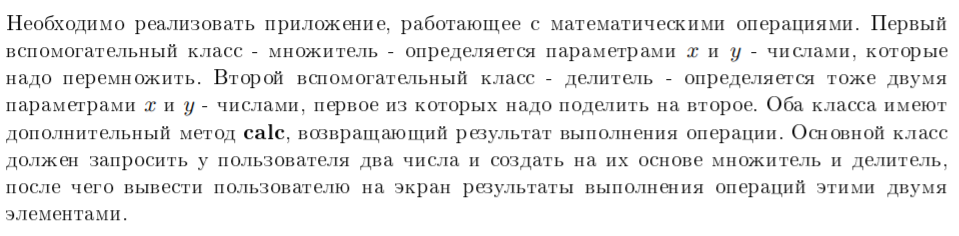 Необходимо реализовать приложение, работающее с математическими операциями. Первый
вспомогательный класс - множитель - определяется параметрами x и y - числами, которые
надо перемножить. Второй вспомогательный класс - делитель - определяется тоже двумя
параметрами x и y - числами, первое из которых надо поделить на второе. Оба класса имеют
дополнительный метод calc, возвращающий результат выполнения операции. Основной класс
должен запросить у пользователя два числа и создать на их основе множитель и делитель,
после чего вывести пользователю на экран результаты выполнения операций этими двумя
элементами.